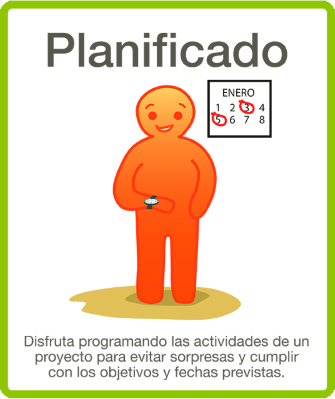 Planificado
ENERO
1 2 3 4
5 6 7 8
Disfruta programando las actividades de un
proyecto para evitar sorpresas y cumplir
con los objetivos y fechas previstas.